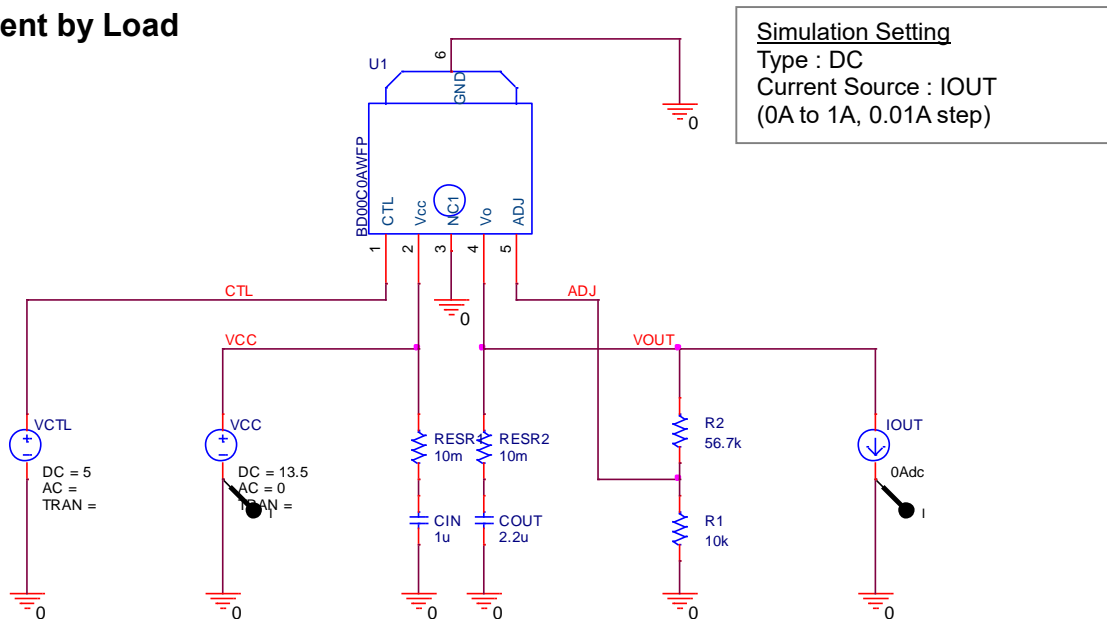 ent by Load
Simulation Setting
Type : DC
Current Source : IOUT
(0A to 1A, 0.01A step)
U1
6
GND
0
BD00C0AWFP
CTL
Vcc
NC1
Vo
ADJ
1
2
3
4
5
CTL
ADJ
0
VCC
VOUT
VCTL
DC = 5
AC =
TRAN =
VCC
DC = 13.5
AC = 0
TRAN =
I
RESR1
10m
RESR2
10m
R2
56.7k
IOUT
0Adc
I
CIN
1u
COUT
2.2u
R1
10k
0
0
0
0
0
0